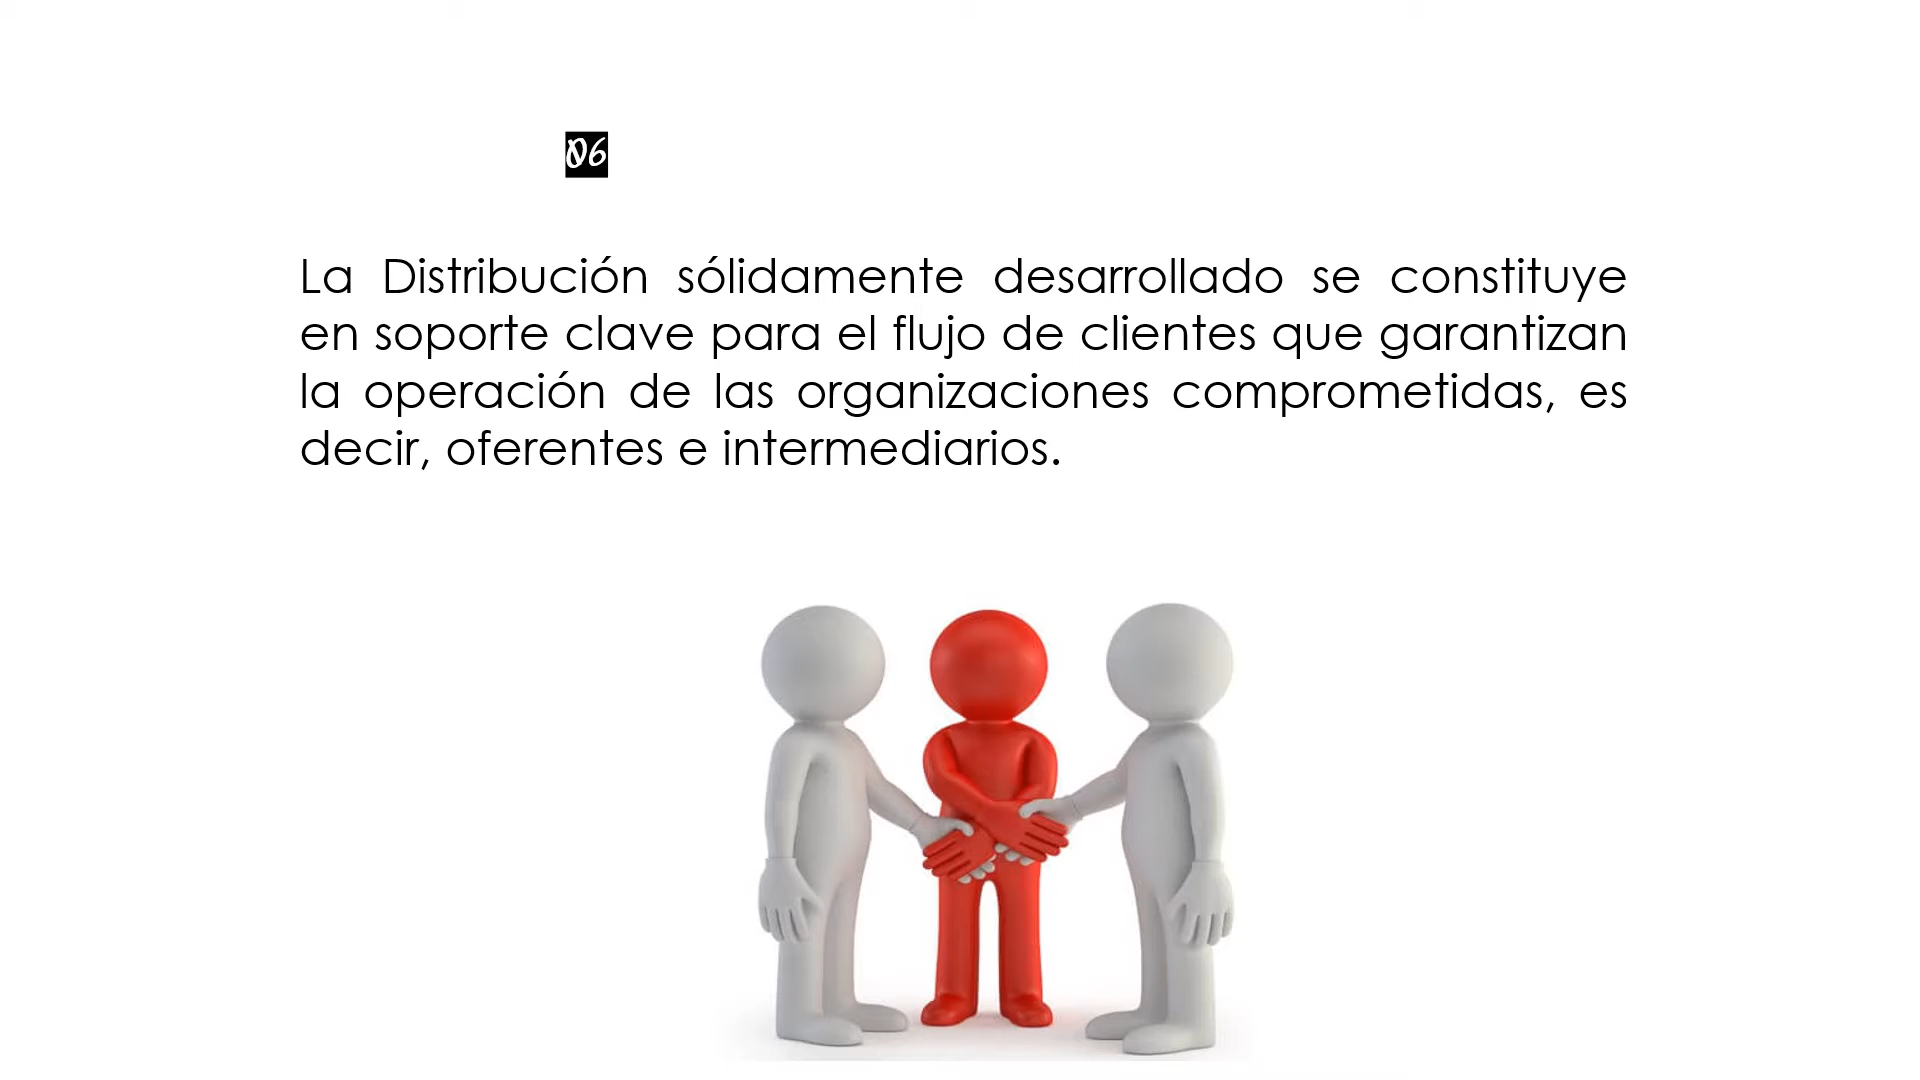 06
La Distribución sólidamente desarrollado se constituye
en soporte clave para el flujo de clientes que garantizan
la operación de las organizaciones comprometidas, es
decir, oferentes e intermediarios.